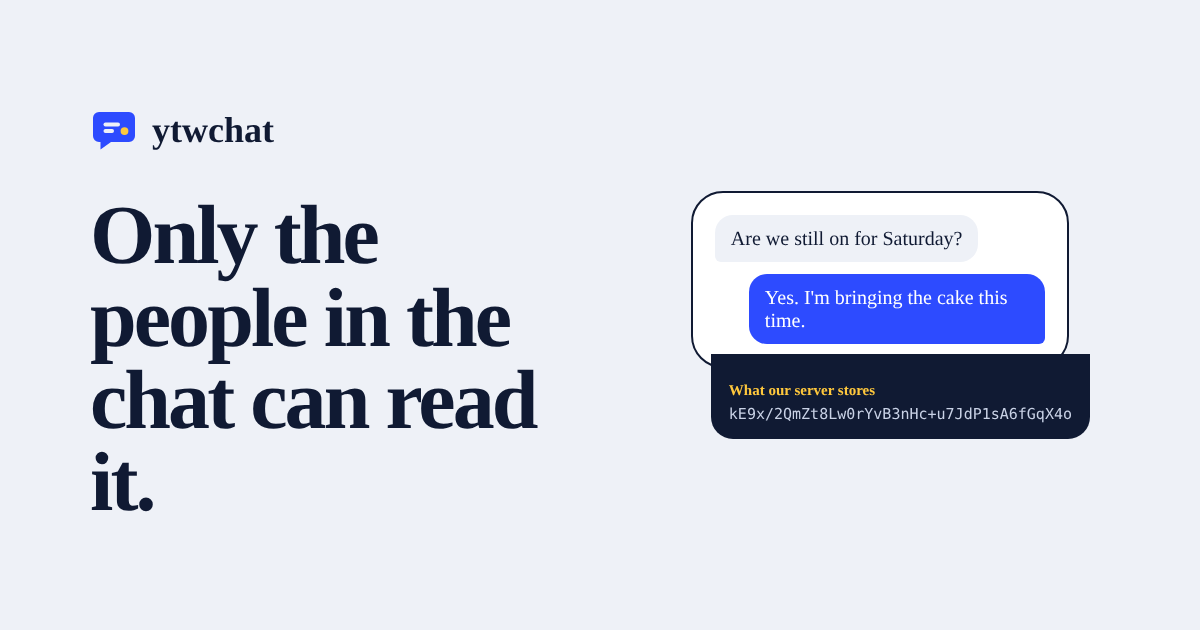 ytwchat
Only the
people in the
chat can read
it.
Are we still on for Saturday?
Yes. I'm bringing the cake this
time.
What our server stores
kE9x/2QmZt8Lw0rYvB3nHc+u7JdP1sA6fGqX4o